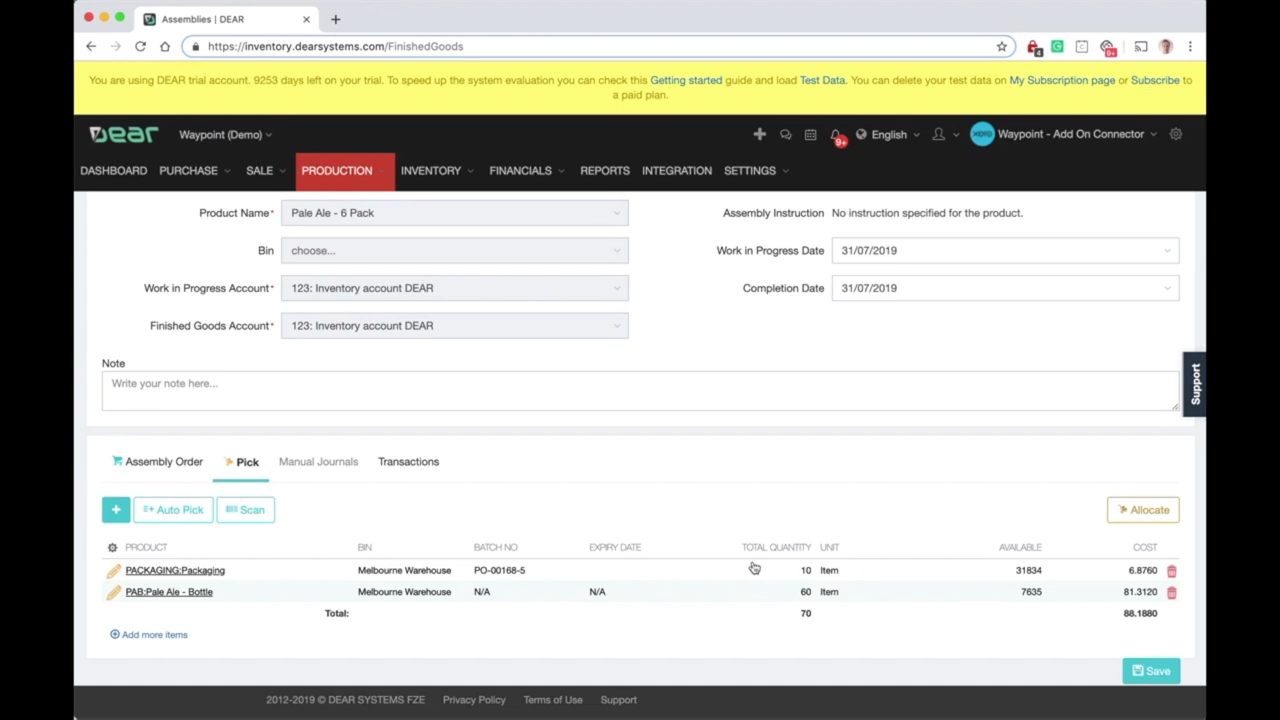 Assemblies | DEAR
https://inventory.dearsystems.com/FinishedGoods
4
9+
You are using DEAR trial account. 9253 days left on your trial. To speed up the system evaluation you can check this Getting started guide and load Test Data. You can delete your test data on My Subscription page or Subscribe to
a paid plan.
Dear
Waypoint (Demo)
9+
English
Waypoint - Add On Connector
DASHBOARD PURCHASE SALE PRODUCTION INVENTORY FINANCIALS REPORTS INTEGRATION SETTINGS
Product Name* Pale Ale - 6 Pack
Assembly Instruction No instruction specified for the product.
Bin choose...
Work in Progress Date 31/07/2019
Work in Progress Account* 123: Inventory account DEAR
Completion Date 31/07/2019
Finished Goods Account* 123: Inventory account DEAR
Note
Write your note here...
Support
Assembly Order Pick Manual Journals Transactions
+ Auto Pick Scan Allocate
PRODUCT BIN BATCH NO EXPIRY DATE TOTAL QUANTITY UNIT AVAILABLE COST
PACKAGING:Packaging Melbourne Warehouse PO-00168-5 10 Item 31834 6.8760
PAB:Pale Ale - Bottle Melbourne Warehouse N/A N/A 60 Item 7635 81.3120
Total: 70 88.1880
Add more items
Save
2012-2019 © DEAR SYSTEMS FZE Privacy Policy Terms of Use Support